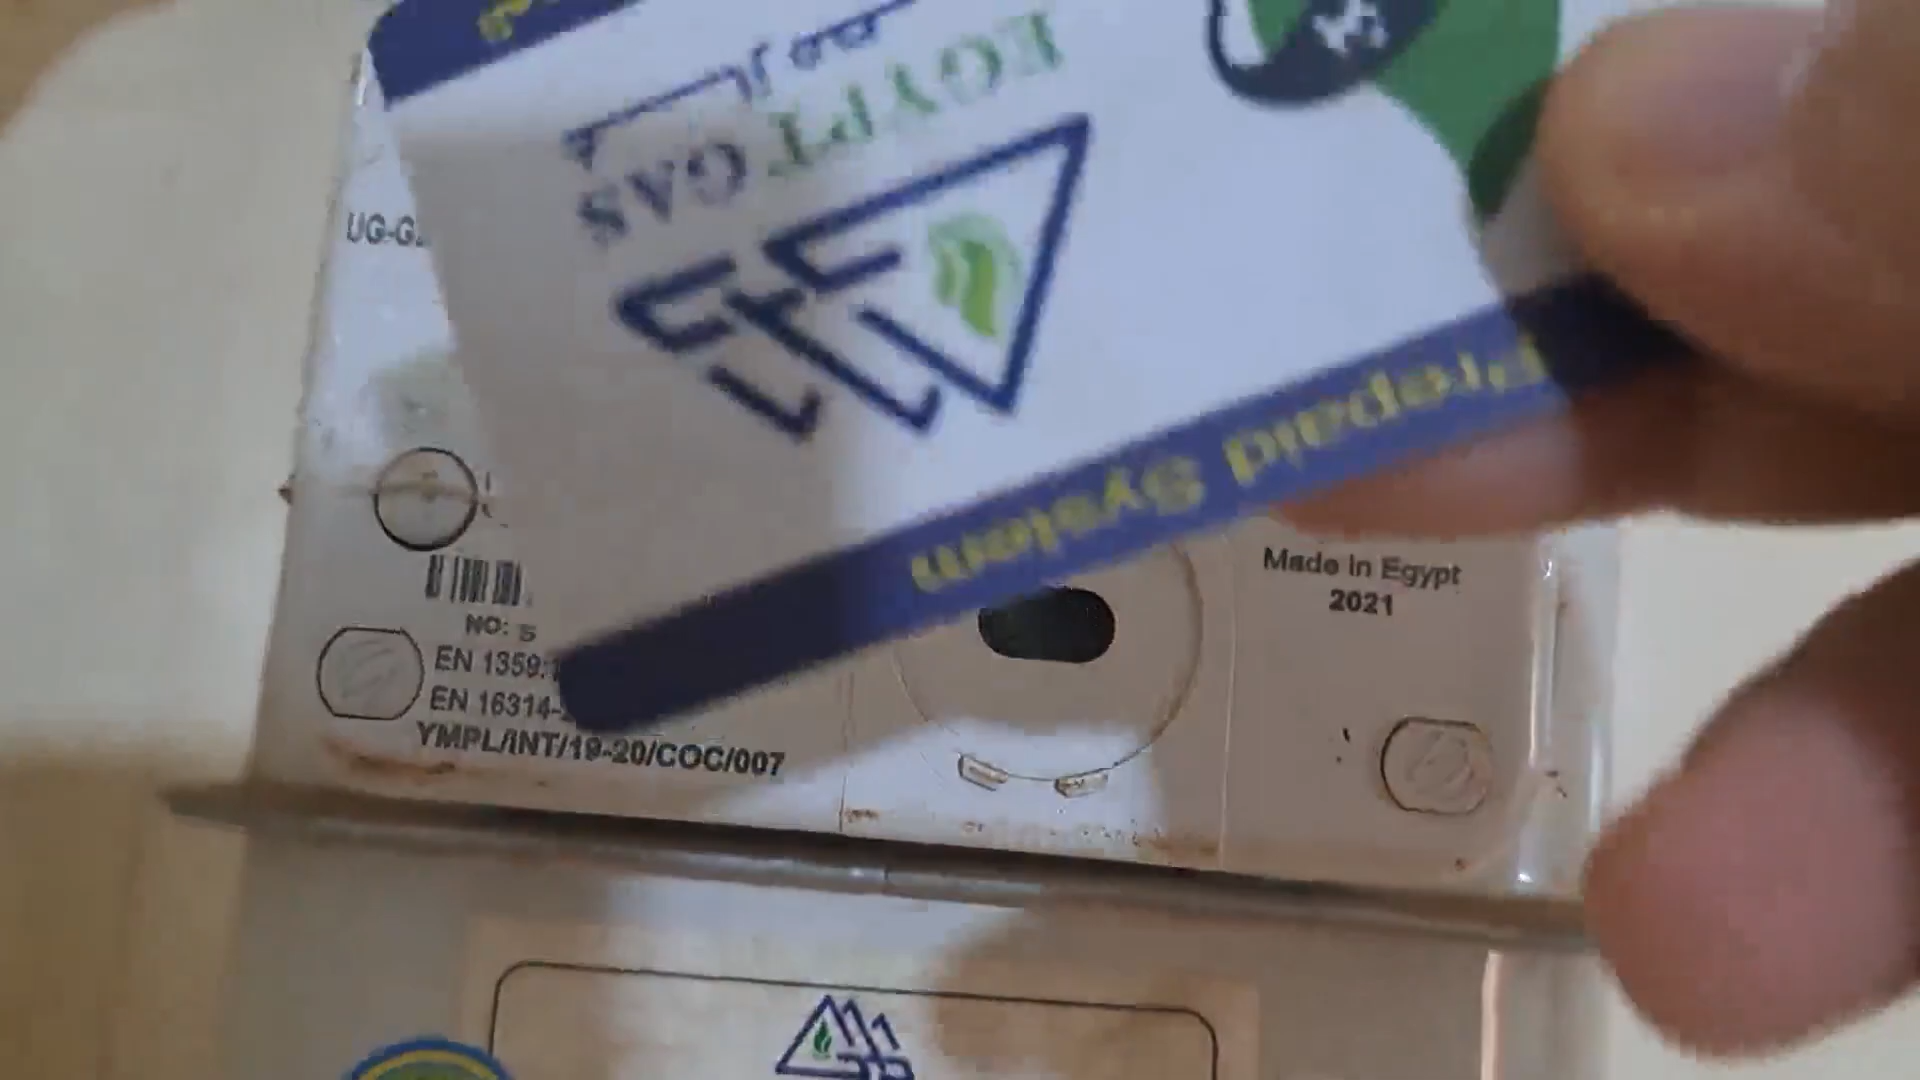 EGYPT GAS
Prepaid System
UG-G
NO: S
EN 1359:1
EN 16314-2
YMPL/INT/19-20/COC/007
Made in Egypt
2021